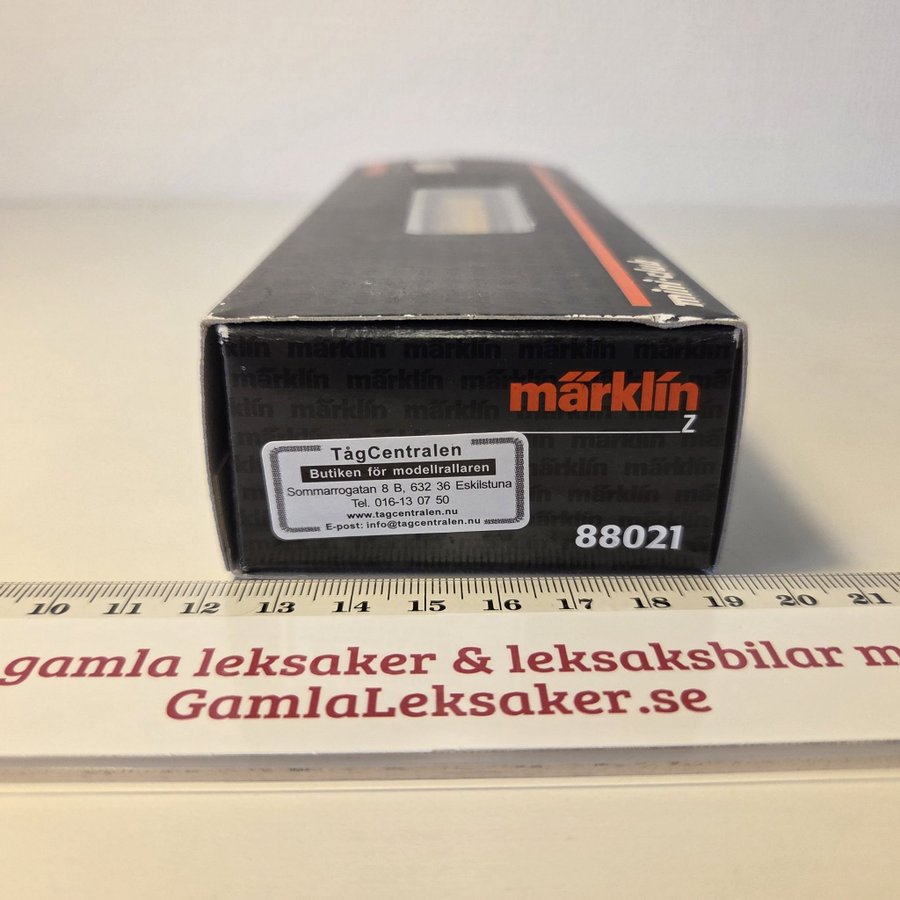 mini-club
märklin
Z
TågCentralen
Butiken för modellrallaren
Sommarrogatan 8 B, 632 36 Eskilstuna
Tel. 016-13 07 50
www.tagcentralen.nu
E-post: info@tagcentralen.nu
88021
10 11 12 13 14 15 16 17 18 19 20 21
gamla leksaker & leksaksbilar m
GamlaLeksaker.se